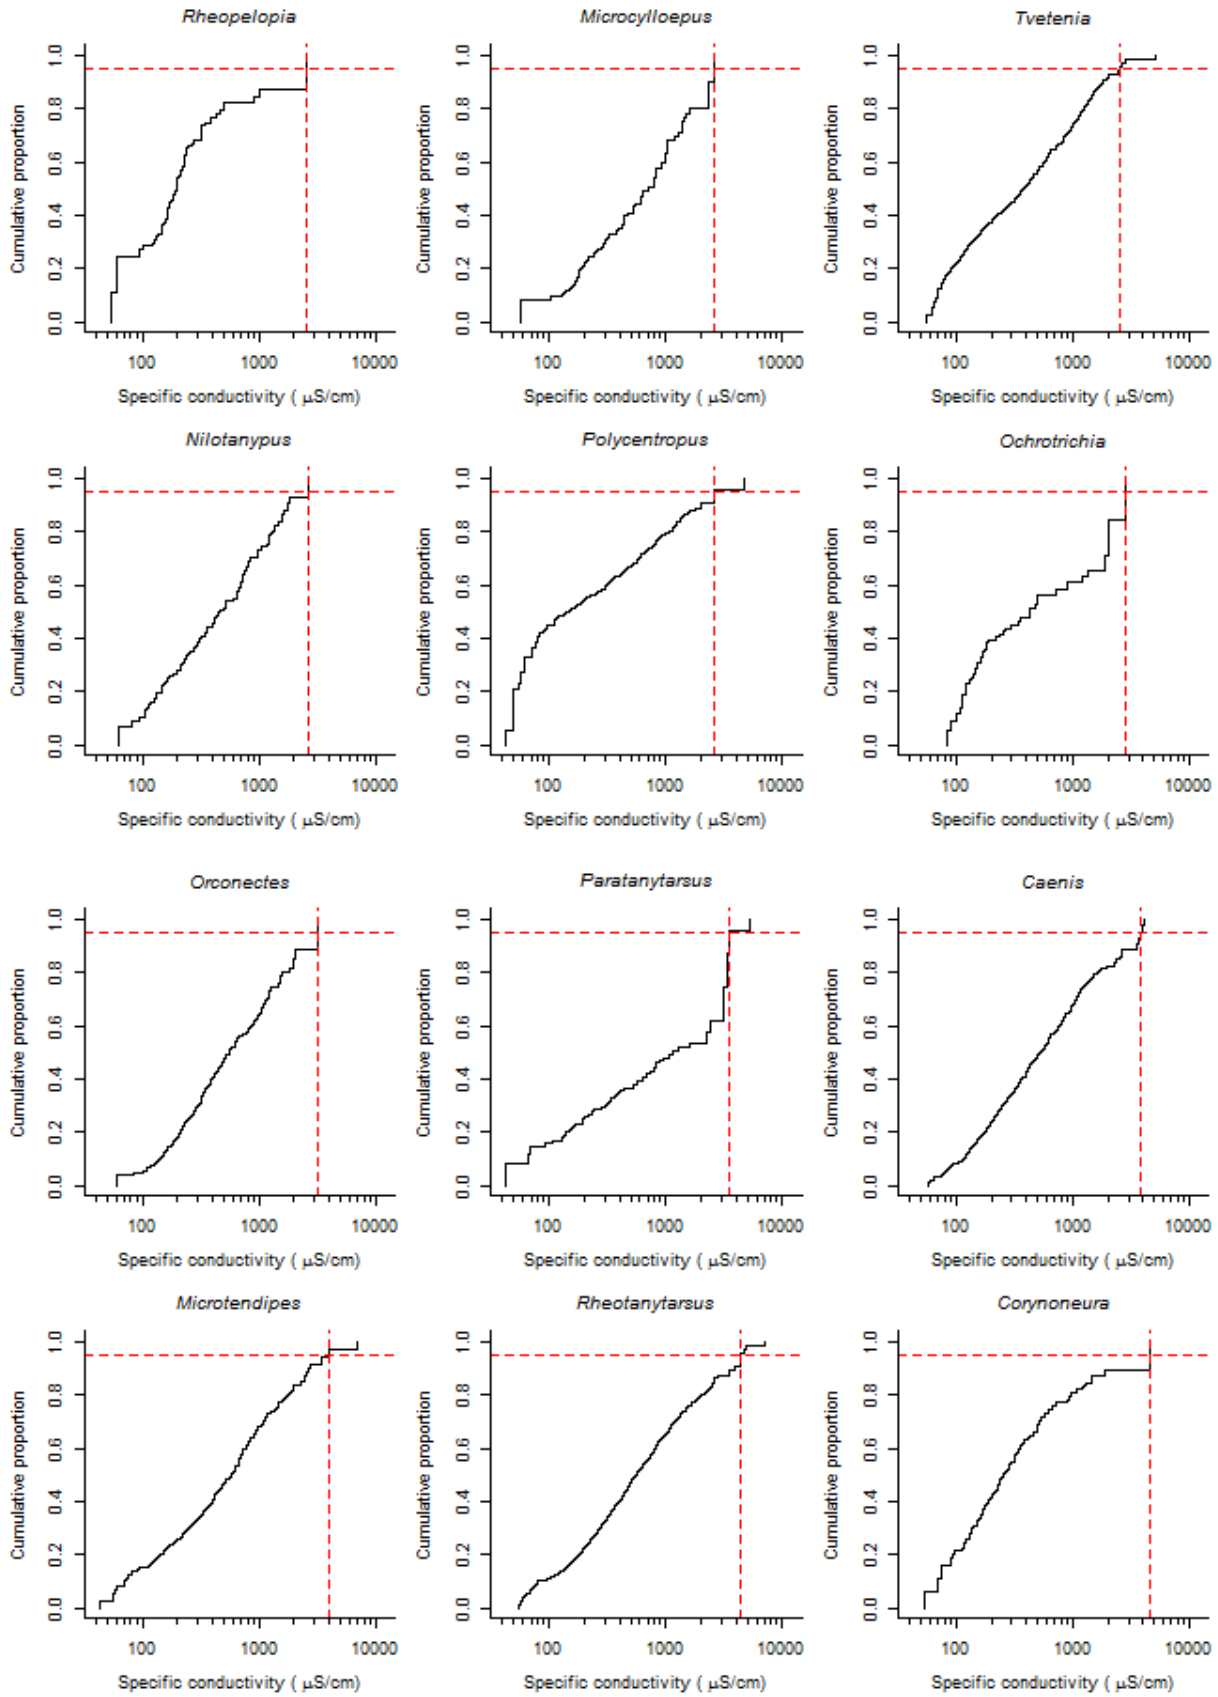 Rheopelopia Microcylloepus Tvetenia
Cumulative proportion Cumulative proportion Cumulative proportion
1.0 1.0 1.0
0.8 0.8 0.8
0.6 0.6 0.6
0.4 0.4 0.4
0.2 0.2 0.2
0.0 0.0 0.0
100 1000 10000 100 1000 10000 100 1000 10000
Specific conductivity ( µS/cm) Specific conductivity ( µS/cm) Specific conductivity ( µS/cm)
Nilotanypus Polycentropus Ochrotrichia
Cumulative proportion Cumulative proportion Cumulative proportion
1.0 1.0 1.0
0.8 0.8 0.8
0.6 0.6 0.6
0.4 0.4 0.4
0.2 0.2 0.2
0.0 0.0 0.0
100 1000 10000 100 1000 10000 100 1000 10000
Specific conductivity ( µS/cm) Specific conductivity ( µS/cm) Specific conductivity ( µS/cm)
Orconectes Paratanytarsus Caenis
Cumulative proportion Cumulative proportion Cumulative proportion
1.0 1.0 1.0
0.8 0.8 0.8
0.6 0.6 0.6
0.4 0.4 0.4
0.2 0.2 0.2
0.0 0.0 0.0
100 1000 10000 100 1000 10000 100 1000 10000
Specific conductivity ( µS/cm) Specific conductivity ( µS/cm) Specific conductivity ( µS/cm)
Microtendipes Rheotanytarsus Corynoneura
Cumulative proportion Cumulative proportion Cumulative proportion
1.0 1.0 1.0
0.8 0.8 0.8
0.6 0.6 0.6
0.4 0.4 0.4
0.2 0.2 0.2
0.0 0.0 0.0
100 1000 10000 100 1000 10000 100 1000 10000
Specific conductivity ( µS/cm) Specific conductivity ( µS/cm) Specific conductivity ( µS/cm)